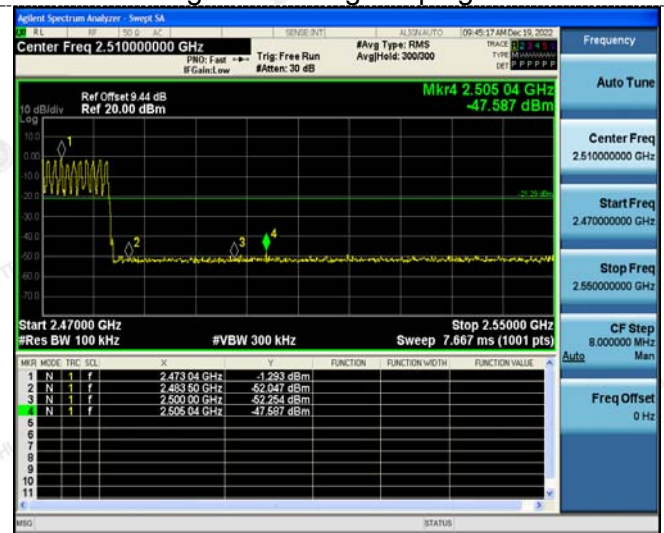 Agilent Spectrum Analyzer - Swept SA
RL RF 50 Ω AC SENSE:INT ALIGN AUTO 09:45:17 AM Dec 19, 2022
Center Freq 2.510000000 GHz
PNO: Fast Trig: Free Run
IFGain:Low #Atten: 30 dB
#Avg Type: RMS
Avg|Hold: 300/300
TRACE 1 2 3 4 5 6
TYPE M
DET P P P P P P
Frequency
Ref Offset 9.44 dB
Ref 20.00 dBm
10 dB/div
Log
Mkr4 2.505 04 GHz
-47.587 dBm
10.0
0.00
-10.0
-20.0
-30.0
-40.0
-50.0
-60.0
-70.0
1
2
3
4
-21.29 dBm
Start 2.47000 GHz Stop 2.55000 GHz
#Res BW 100 kHz #VBW 300 kHz Sweep 7.667 ms (1001 pts)
MKR MODE TRC SCL X Y FUNCTION FUNCTION WIDTH FUNCTION VALUE
1 N 1 f 2.473 04 GHz -1.293 dBm
2 N 1 f 2.483 50 GHz -52.047 dBm
3 N 1 f 2.500 00 GHz -52.254 dBm
4 N 1 f 2.505 04 GHz -47.587 dBm
5
6
7
8
9
10
11
MSG STATUS
Auto Tune
Center Freq
2.510000000 GHz
Start Freq
2.470000000 GHz
Stop Freq
2.550000000 GHz
CF Step
8.000000 MHz
Auto Man
Freq Offset
0 Hz